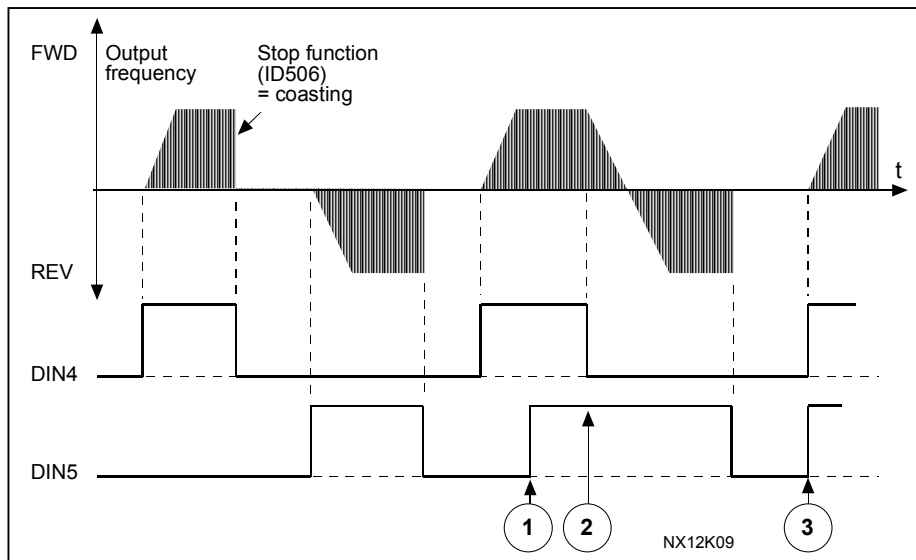 FWD
Output
frequency
Stop function
(ID506)
= coasting
t
REV
DIN4
DIN5
1
2
3
NX12K09